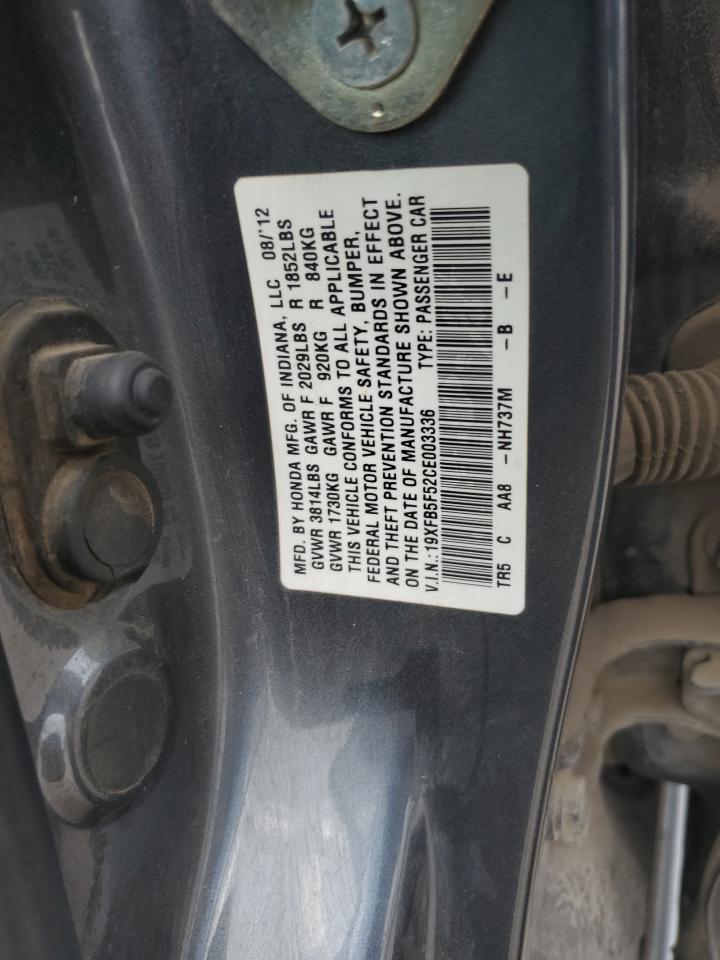 MFD. BY HONDA MFG. OF INDIANA, LLC 08/'12
GVWR 3814LBS GAWR F 2029LBS R 1852LBS
GVWR 1730KG GAWR F 920KG R 840KG
THIS VEHICLE CONFORMS TO ALL APPLICABLE
FEDERAL MOTOR VEHICLE SAFETY, BUMPER,
AND THEFT PREVENTION STANDARDS IN EFFECT
ON THE DATE OF MANUFACTURE SHOWN ABOVE.
V.I.N.:19XFB5F52CE003336 TYPE: PASSENGER CAR
TR5 C AA8 -NH737M -B -E